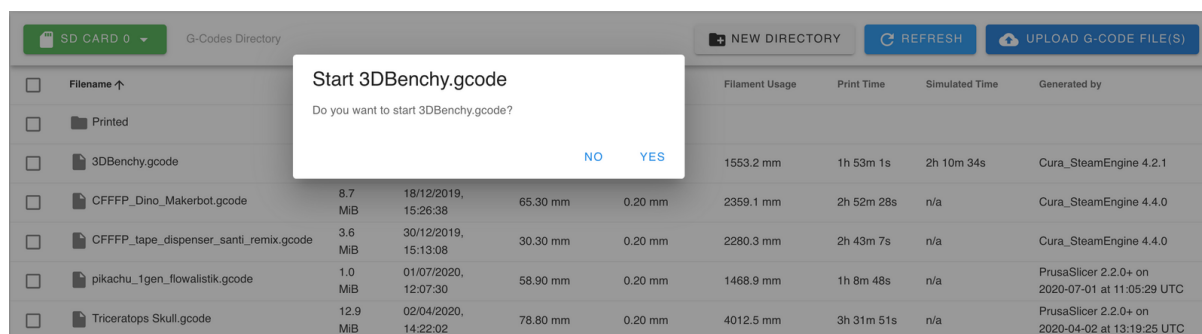 SD CARD 0
G-Codes Directory
NEW DIRECTORY
REFRESH
UPLOAD G-CODE FILE(S)
Filename
Filament Usage
Print Time
Simulated Time
Generated by
Start 3DBenchy.gcode
Do you want to start 3DBenchy.gcode?
NO
YES
Printed
3DBenchy.gcode
1553.2 mm
1h 53m 1s
2h 10m 34s
Cura_SteamEngine 4.2.1
CFFFP_Dino_Makerbot.gcode
8.7
MiB
18/12/2019,
15:26:38
65.30 mm
0.20 mm
2359.1 mm
2h 52m 28s
n/a
Cura_SteamEngine 4.4.0
CFFFP_tape_dispenser_santi_remix.gcode
3.6
MiB
30/12/2019,
15:13:08
30.30 mm
0.20 mm
2280.3 mm
2h 43m 7s
n/a
Cura_SteamEngine 4.4.0
pikachu_1gen_flowalistik.gcode
1.0
MiB
01/07/2020,
12:07:30
58.90 mm
0.20 mm
1468.9 mm
1h 8m 48s
n/a
PrusaSlicer 2.2.0+ on
2020-07-01 at 11:05:29 UTC
Triceratops Skull.gcode
12.9
MiB
02/04/2020,
14:22:02
78.80 mm
0.20 mm
4012.5 mm
3h 31m 51s
n/a
PrusaSlicer 2.2.0+ on
2020-04-02 at 13:19:25 UTC